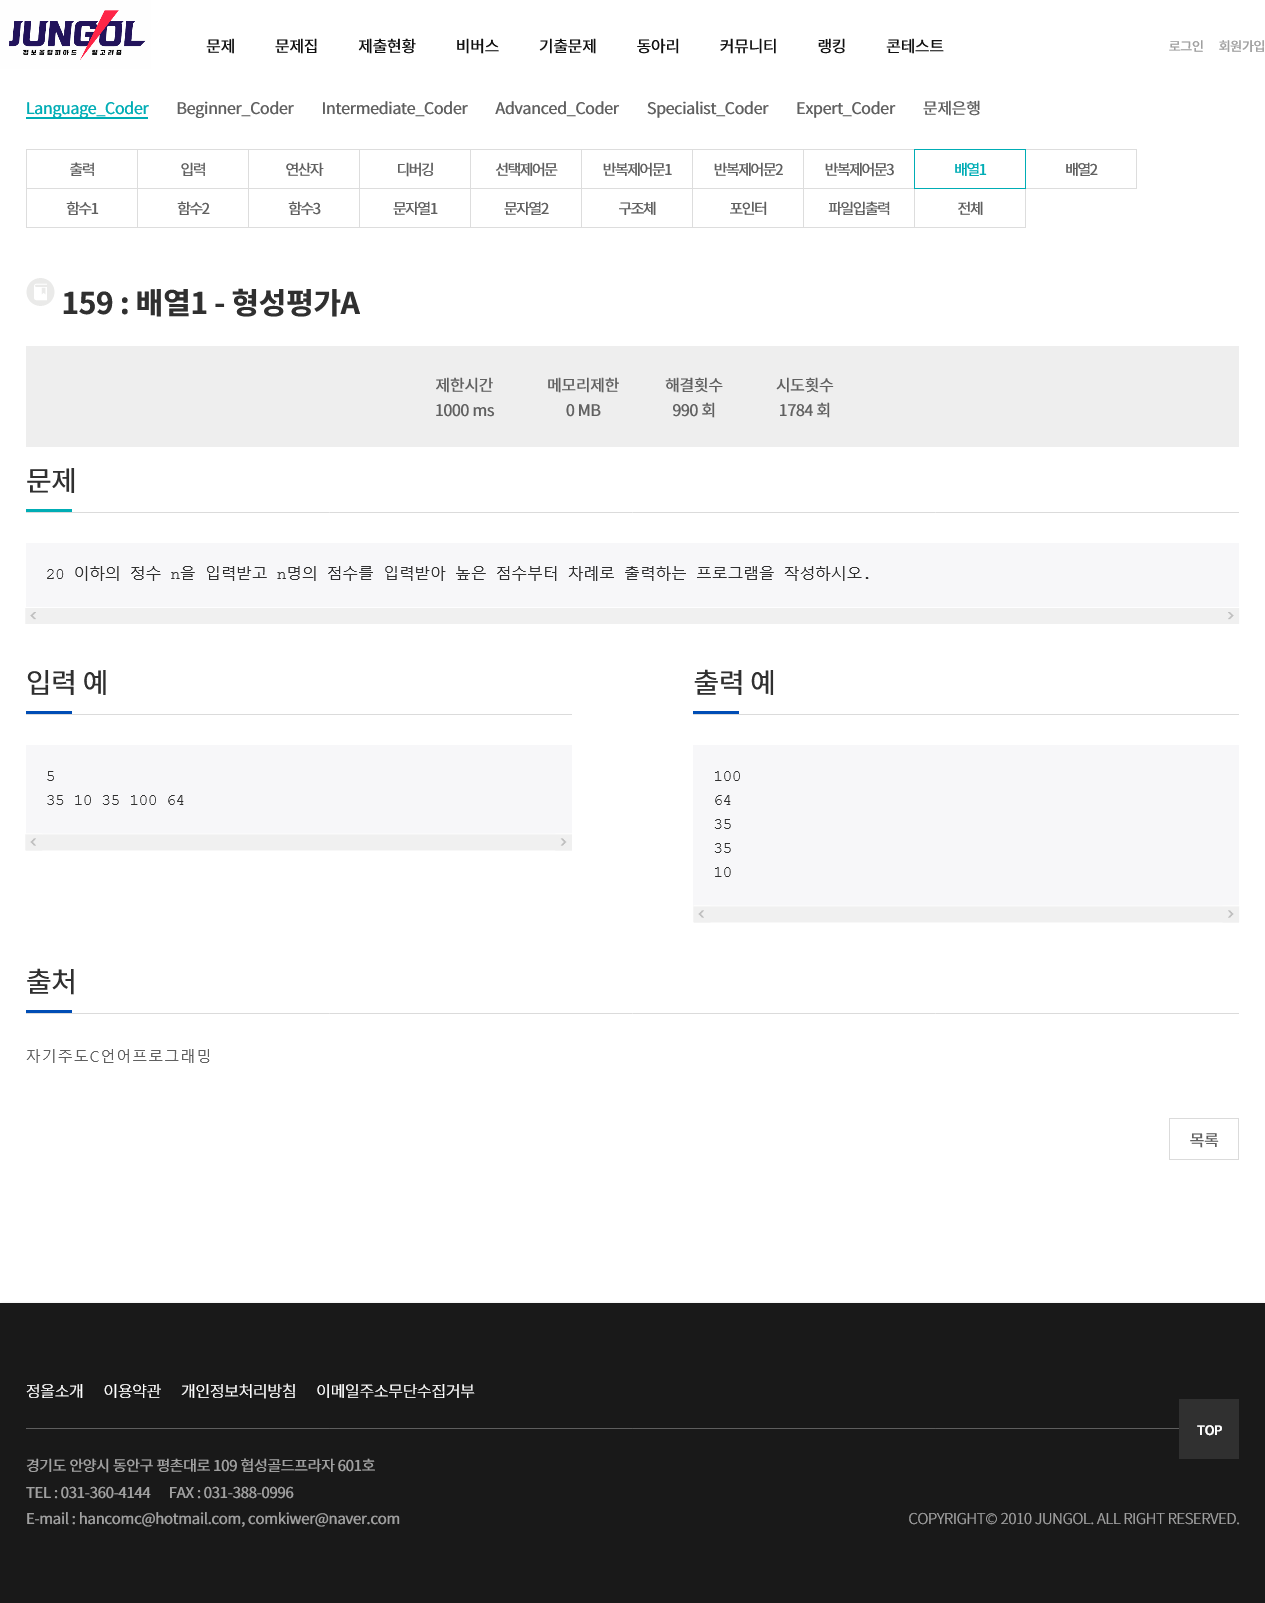 JUNGOL
정보올림피아드 알고리즘
문제 문제집 제출현황 비버스 기출문제 동아리 커뮤니티 랭킹 콘테스트 로그인 회원가입
Language_Coder Beginner_Coder Intermediate_Coder Advanced_Coder Specialist_Coder Expert_Coder 문제은행
출력 입력 연산자 디버깅 선택제어문 반복제어문1 반복제어문2 반복제어문3 배열1 배열2
함수1 함수2 함수3 문자열1 문자열2 구조체 포인터 파일입출력 전체
159 : 배열1 - 형성평가A
제한시간 메모리제한 해결횟수 시도횟수
1000 ms 0 MB 990 회 1784 회
문제
20 이하의 정수 n을 입력받고 n명의 점수를 입력받아 높은 점수부터 차례로 출력하는 프로그램을 작성하시오.
입력 예
5
35 10 35 100 64
출력 예
100
64
35
35
10
출처
자기주도C언어프로그래밍
목록
정올소개 이용약관 개인정보처리방침 이메일주소무단수집거부
TOP
경기도 안양시 동안구 평촌대로 109 협성골드프라자 601호
TEL : 031-360-4144 FAX : 031-388-0996
E-mail : hancomc@hotmail.com, comkiwer@naver.com
COPYRIGHT© 2010 JUNGOL. ALL RIGHT RESERVED.